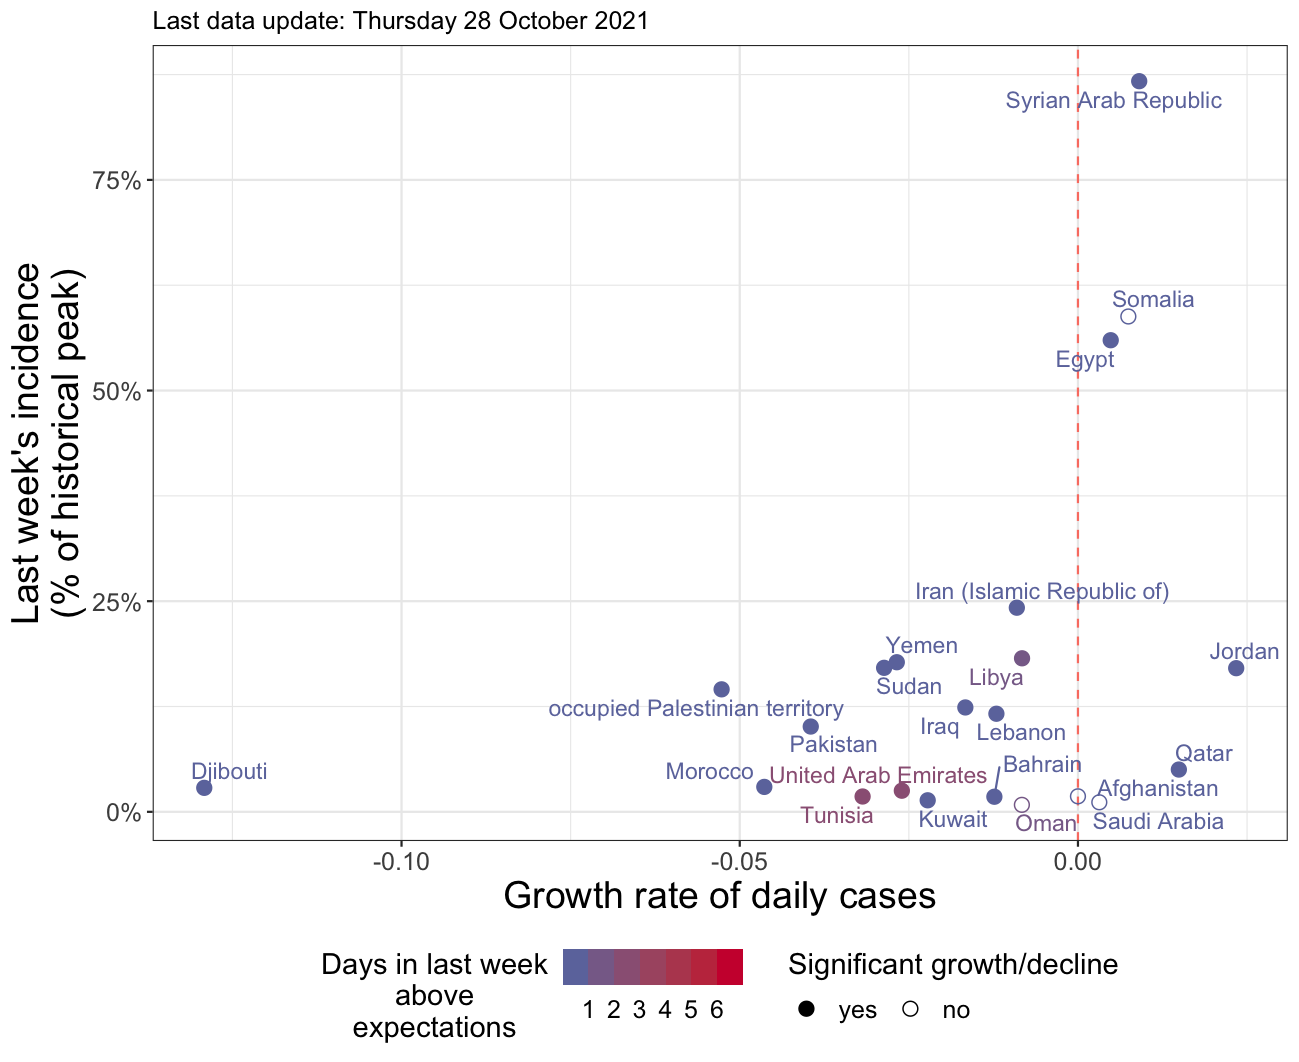 Last data update: Thursday 28 October 2021
Last week's incidence
(% of historical peak)
75%
50%
25%
0%
Syrian Arab Republic
Somalia
Egypt
Iran (Islamic Republic of)
Yemen
Jordan
Libya
Sudan
occupied Palestinian territory
Iraq
Lebanon
Pakistan
Qatar
Bahrain
Djibouti
Morocco
United Arab Emirates
Afghanistan
Tunisia
Kuwait
Oman
Saudi Arabia
-0.10
-0.05
0.00
Growth rate of daily cases
Days in last week
above
expectations
1 2 3 4 5 6
Significant growth/decline
yes
no